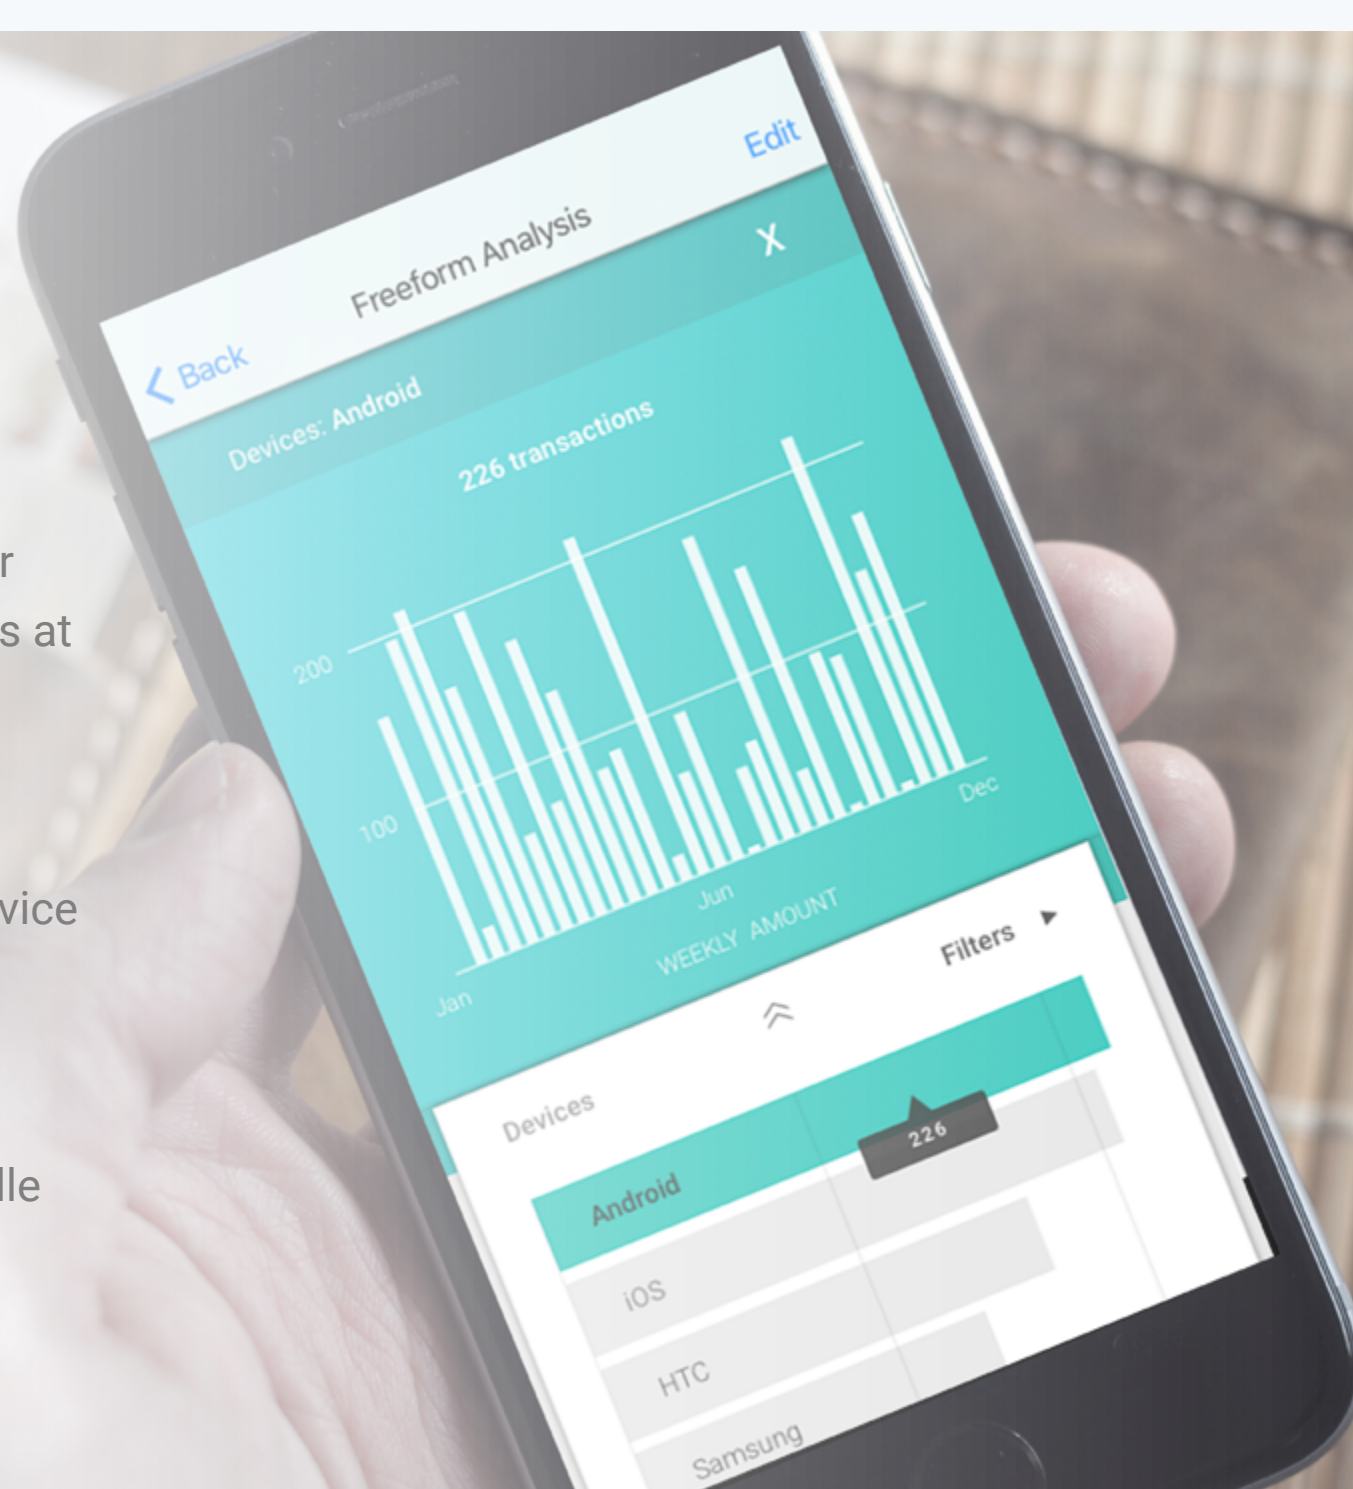 Edit
Freeform Analysis
Back
X
Devices: Android
226 transactions
200
100
Jan
Jun
Dec
WEEKLY AMOUNT
Filters
Devices
Android
226
iOS
HTC
Samsung
r
s at
vice
lle